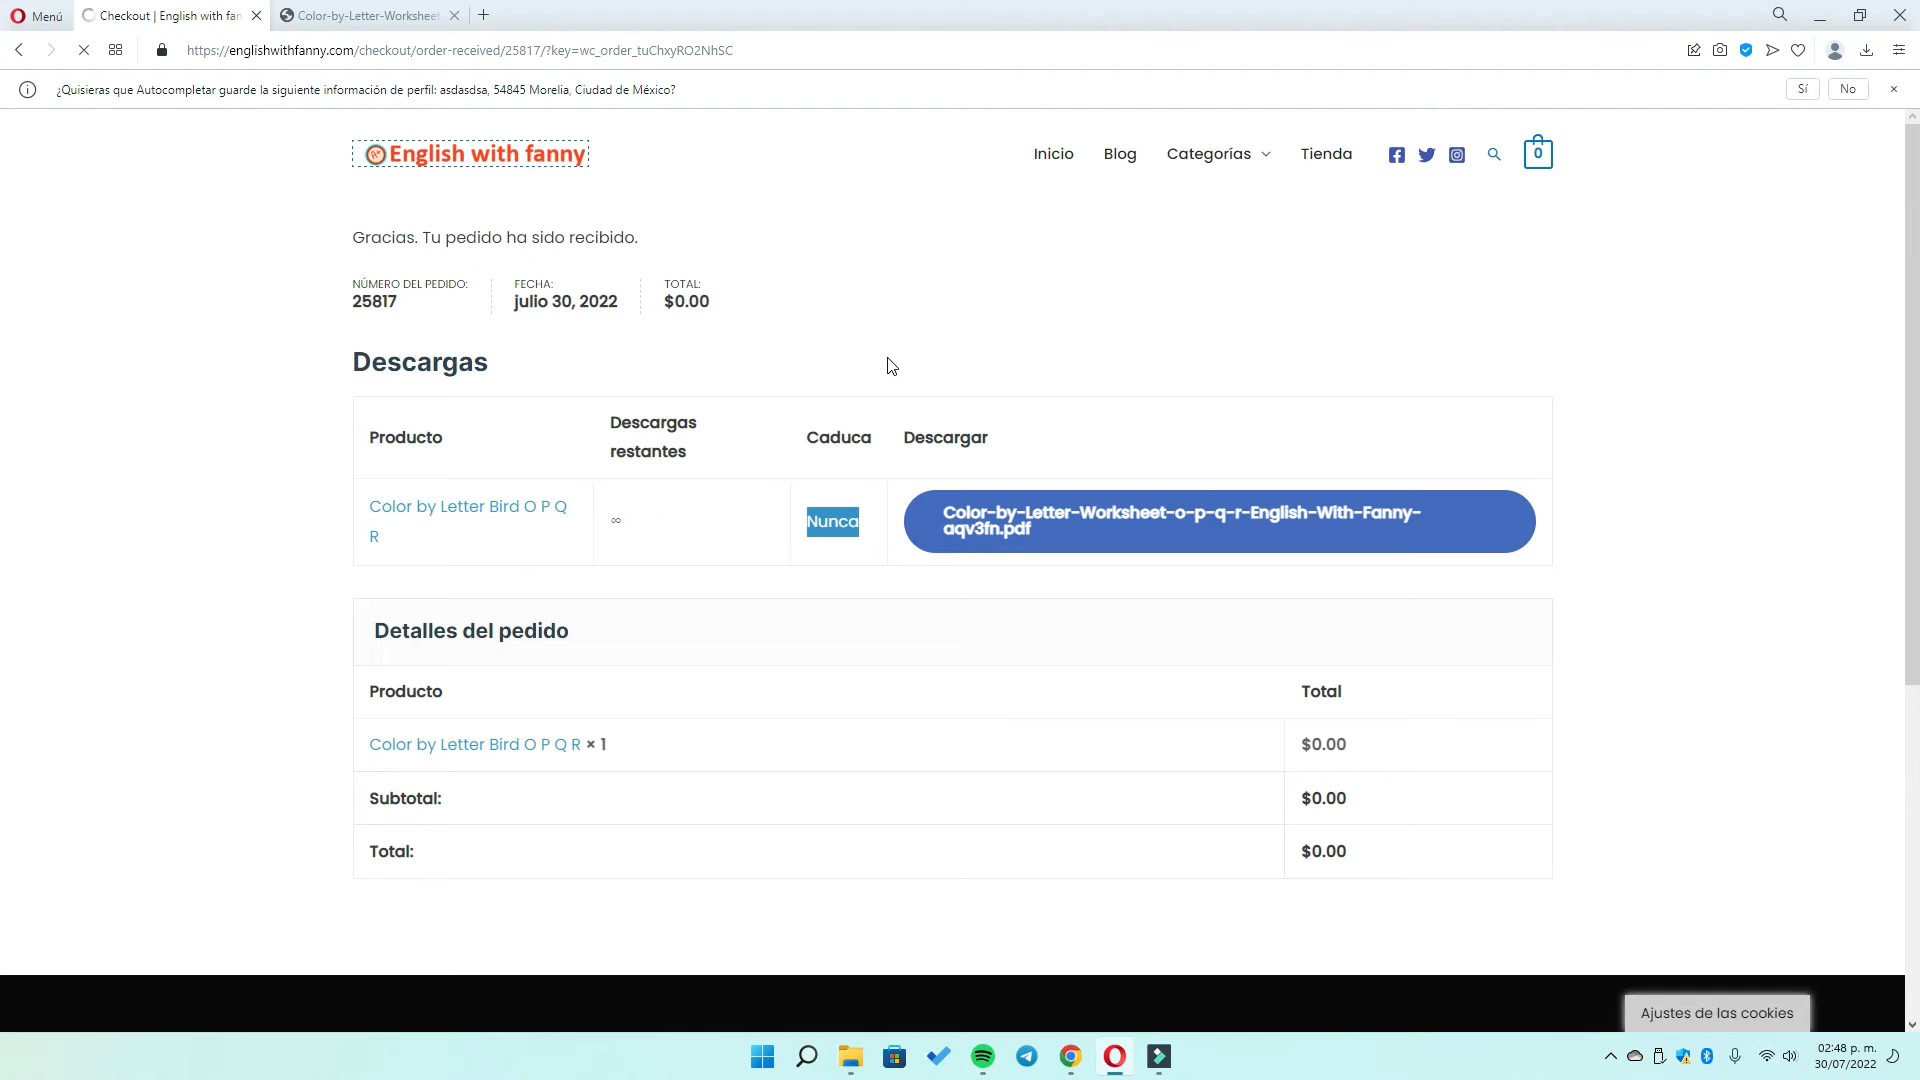 Menú
Checkout | English with fan
Color-by-Letter-Worksheet
https://englishwithfanny.com/checkout/order-received/25817/?key=wc_order_tuChxyRO2NhSC
¿Quisieras que Autocompletar guarde la siguiente información de perfil: asdasdsa, 54845 Morelia, Ciudad de México?
Sí
No
A+ English with fanny
Inicio
Blog
Categorías
Tienda
0
Gracias. Tu pedido ha sido recibido.
NÚMERO DEL PEDIDO:
25817
FECHA:
julio 30, 2022
TOTAL:
$0.00
Descargas
Producto
Descargas
restantes
Caduca
Descargar
Color by Letter Bird O P Q
R
∞
Nunca
Color-by-Letter-Worksheet-o-p-q-r-English-With-Fanny-
aqv3fn.pdf
Detalles del pedido
Producto
Total
Color by Letter Bird O P Q R × 1
$0.00
Subtotal:
$0.00
Total:
$0.00
Ajustes de las cookies
02:48 p. m.
30/07/2022